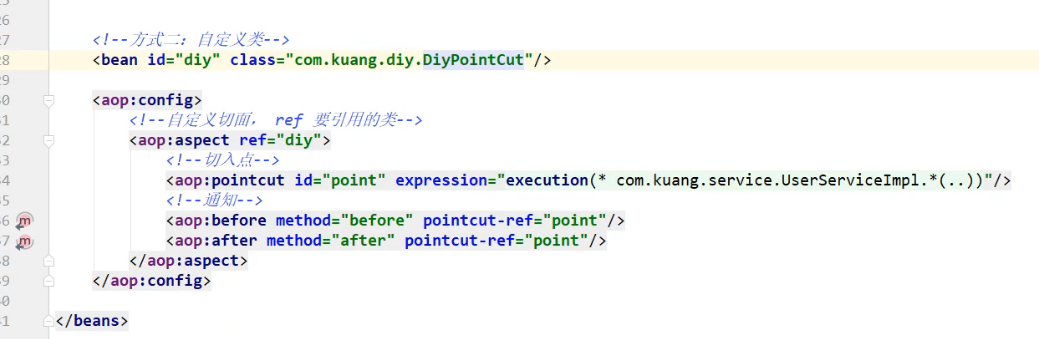 26
27 <!--方式二：自定义类-->
28 <bean id="diy" class="com.kuang.diy.DiyPointCut"/>
29
30 <aop:config>
31 <!--自定义切面， ref 要引用的类-->
32 <aop:aspect ref="diy">
33 <!--切入点-->
34 <aop:pointcut id="point" expression="execution(* com.kuang.service.UserServiceImpl.*(..))"/>
35 <!--通知-->
36 <aop:before method="before" pointcut-ref="point"/>
37 <aop:after method="after" pointcut-ref="point"/>
38 </aop:aspect>
39 </aop:config>
40
41 </beans>